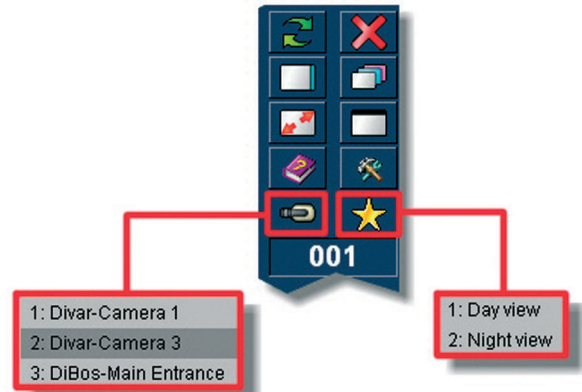 001
1: Divar-Camera 1
2: Divar-Camera 3
3: DiBos-Main Entrance
1: Day view
2: Night view